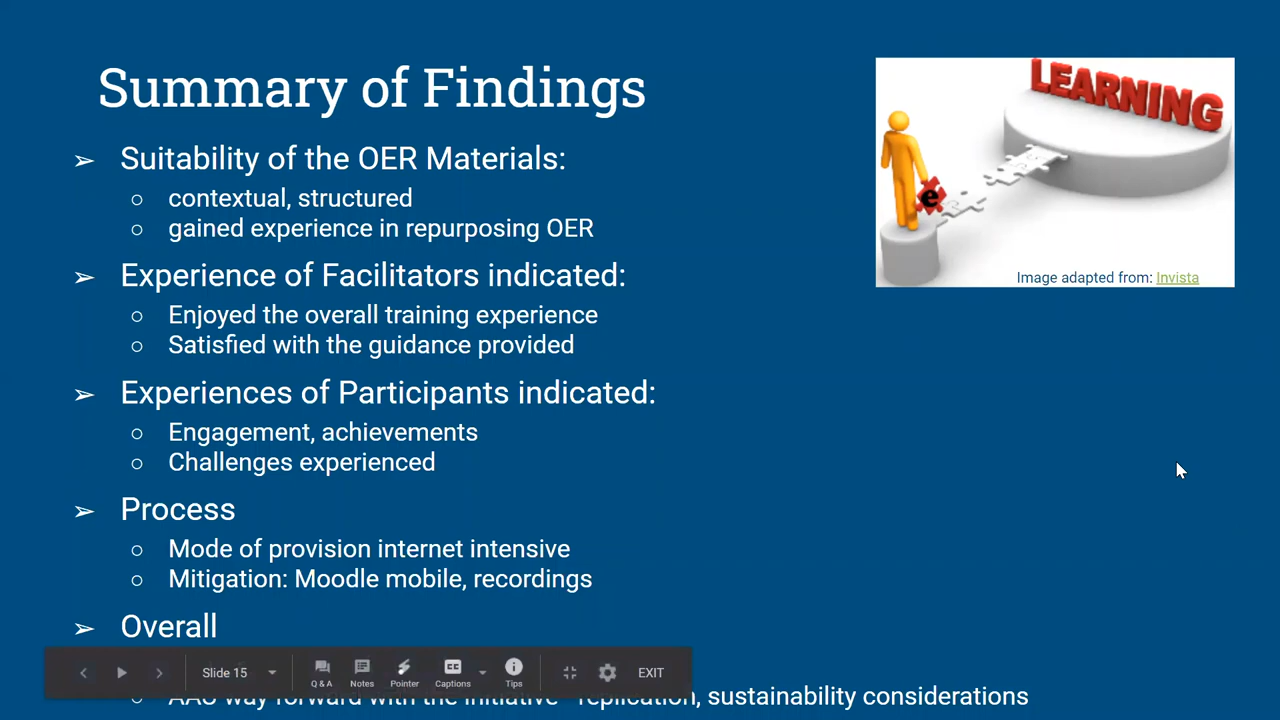 Summary of Findings
LEARNING
e
Image adapted from: Invista
➢ Suitability of the OER Materials:
○ contextual, structured
○ gained experience in repurposing OER
➢ Experience of Facilitators indicated:
○ Enjoyed the overall training experience
○ Satisfied with the guidance provided
➢ Experiences of Participants indicated:
○ Engagement, achievements
○ Challenges experienced
➢ Process
○ Mode of provision internet intensive
○ Mitigation: Moodle mobile, recordings
➢ Overall
Slide 15
Q & A
Notes
Pointer
Captions
Tips
EXIT
○ AAU way forward with the initiative replication, sustainability considerations